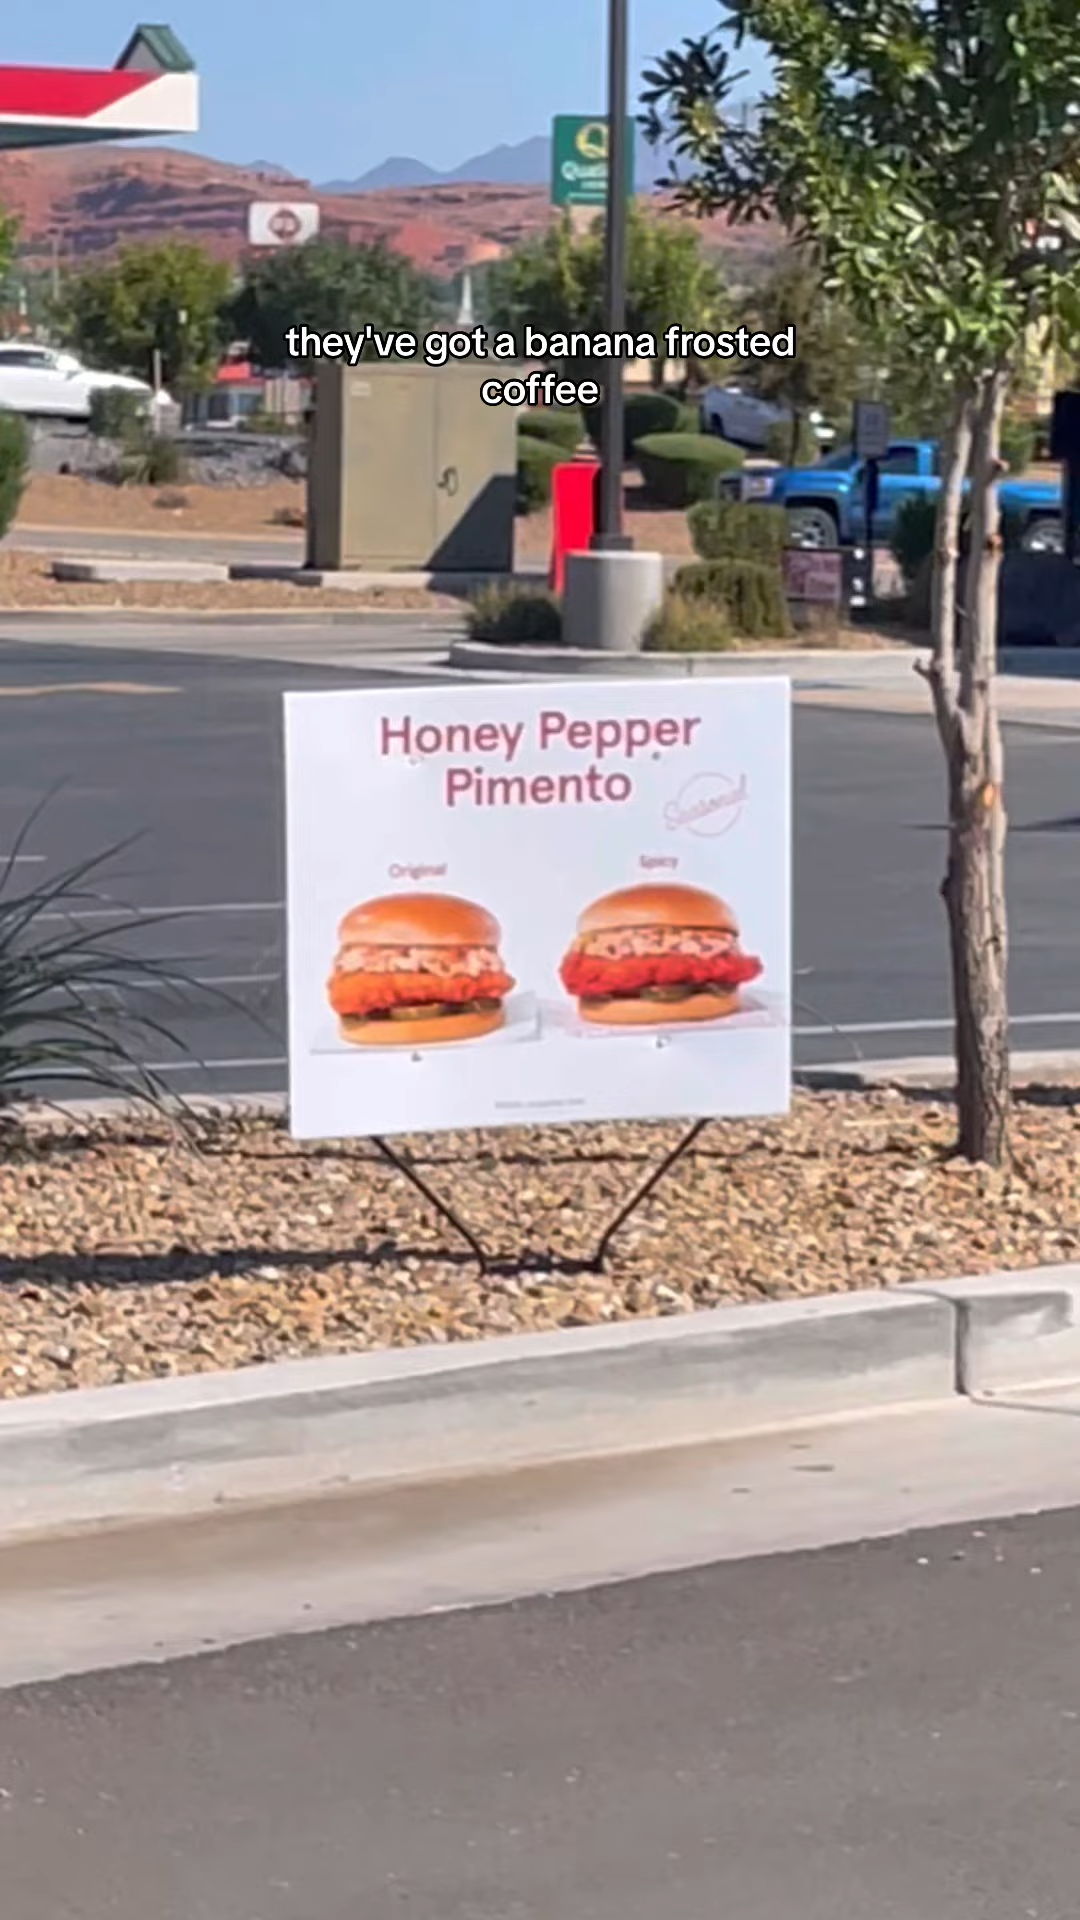 they've got a banana frosted
coffee
Honey Pepper
Pimento
Seasonal
Original
Spicy